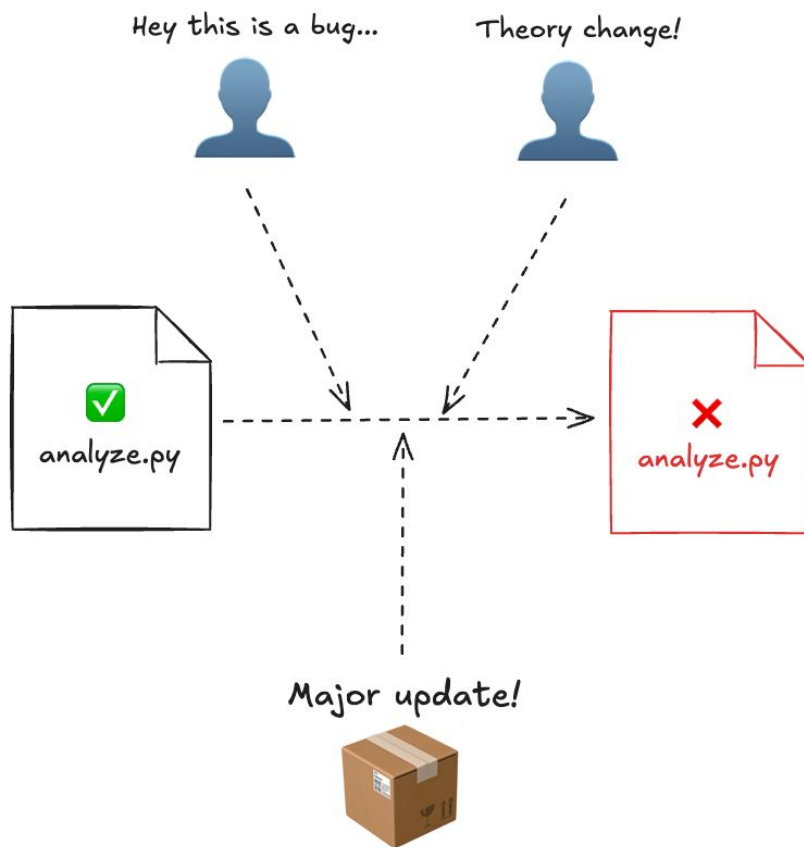 Hey this is a bug...
Theory change!
analyze.py
analyze.py
Major update!